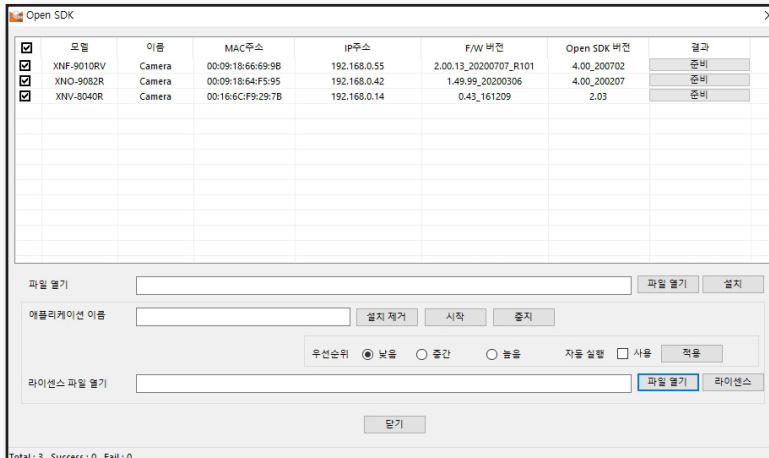 Open SDK
모델 이름 MAC주소 IP주소 F/W 버전 Open SDK 버전 결과
XNF-9010RV Camera 00:09:18:66:69:9B 192.168.0.55 2.00.13_20200707_R101 4.00_200702 준비
XNO-9082R Camera 00:09:18:64:F5:95 192.168.0.42 1.49.99_20200306 4.00_200207 준비
XNV-8040R Camera 00:16:6C:F9:29:7B 192.168.0.14 0.43_161209 2.03 준비
파일 열기 파일 열기 설치
애플리케이션 이름 설치 제거 시작 중지
우선순위 낮음 중간 높음 자동 실행 사용 적용
라이센스 파일 열기 파일 열기 라이센스
닫기
Total : 3 Success : 0 Fail : 0